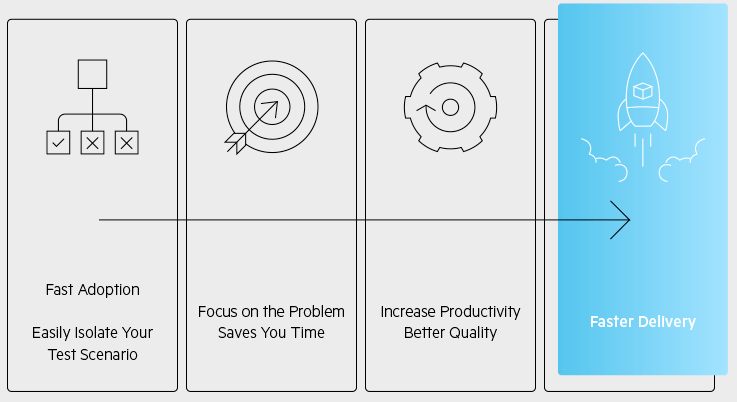 Fast Adoption
Easily Isolate Your
Test Scenario
Focus on the Problem
Saves You Time
Increase Productivity
Better Quality
Faster Delivery